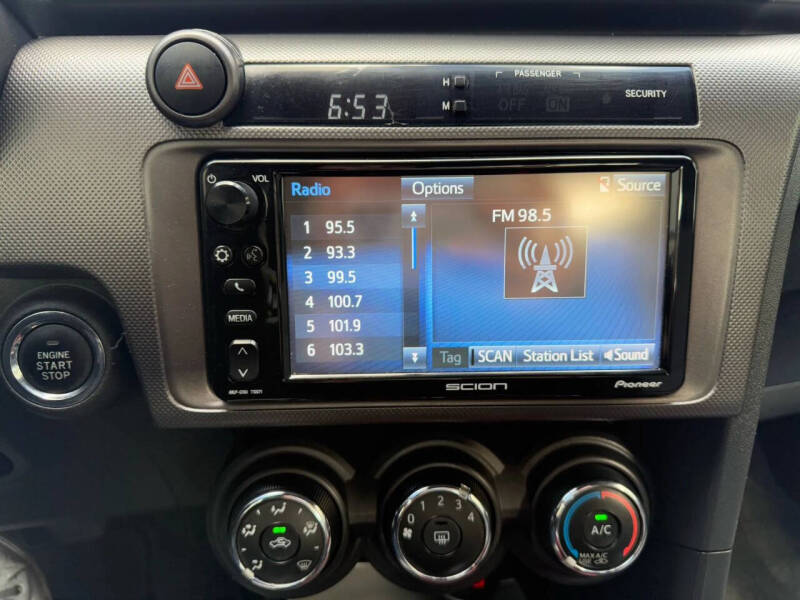 PASSENGER
H
6:53
M
OFF ON
SECURITY
VOL
Radio
Options
Source
FM 98.5
1 95.5
2 93.3
3 99.5
4 100.7
5 101.9
6 103.3
MEDIA
Tag
SCAN
Station List
Sound
SCION
Pioneer
ENGINE
START
STOP
0 1 2 3 4
A/C
MAX A/C
USE